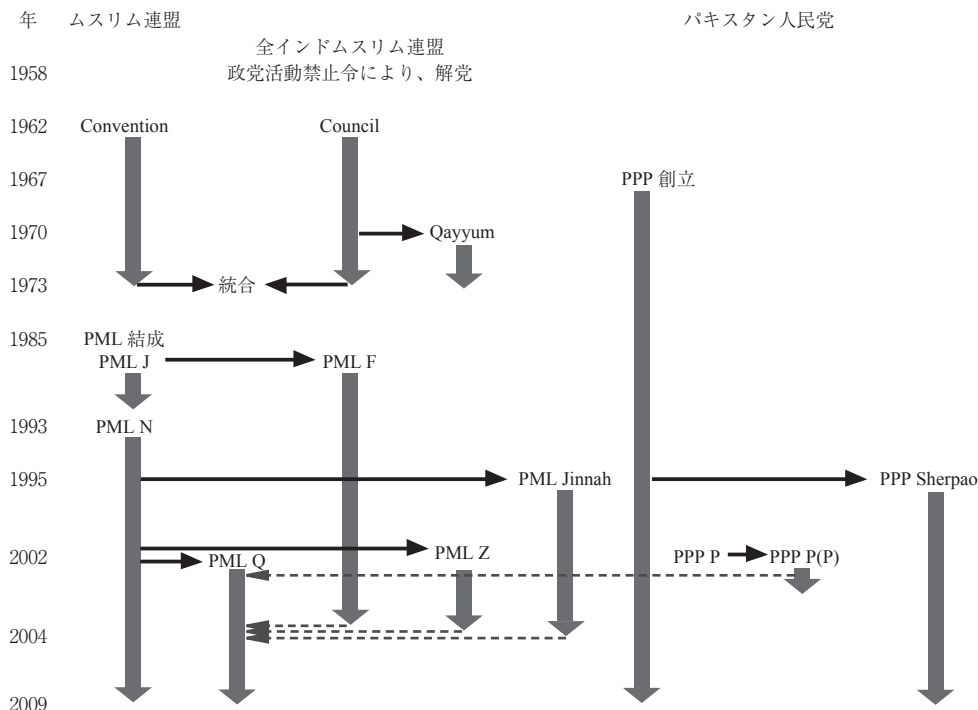 年 ムスリム連盟 パキスタン人民党
全インドムスリム連盟
1958 政党活動禁止令により、解党
1962 Convention Council
1967 PPP 創立
1970 Qayyum
1973 統合
1985 PML 結成
PML J PML F
1993 PML N
1995 PML Jinnah PPP Sherpao
2002 PML Q PML Z PPP P PPP P(P)
2004
2009